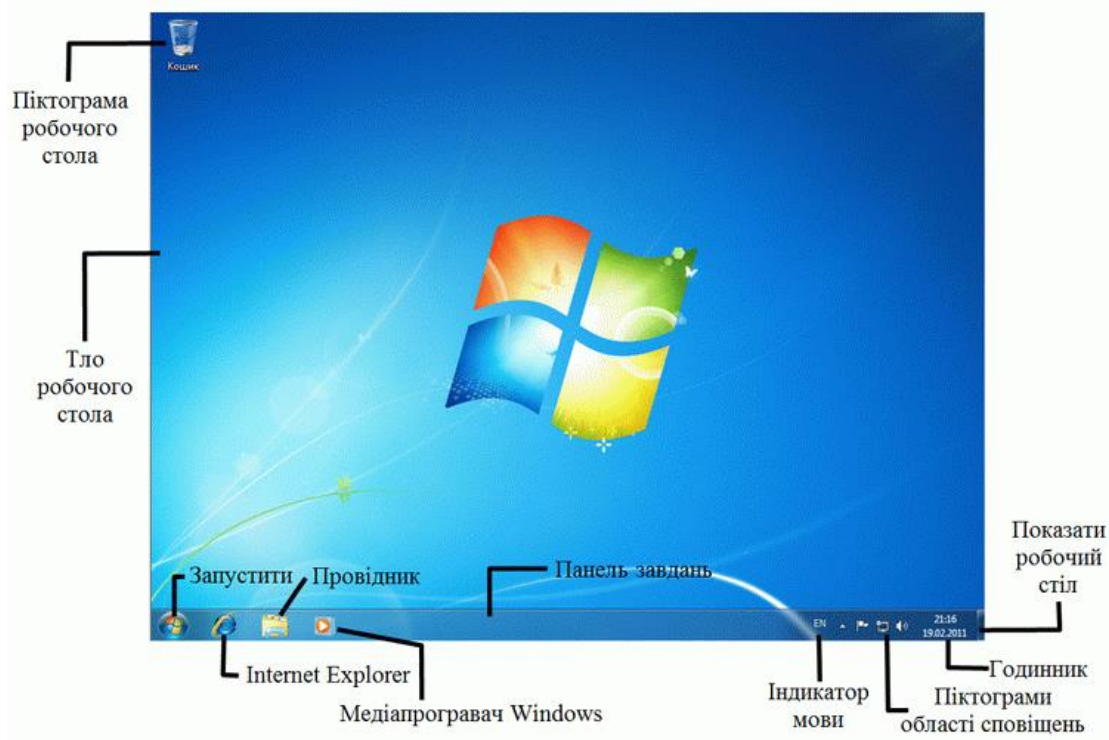 Кошик
Піктограма
робочого
стола
Тло
робочого
стола
Показати
робочий
стіл
Запустити
Провідник
Панель завдань
EN
21:16
19.02.2011
Internet Explorer
Медіапрогравач Windows
Індикатор
мови
Годинник
Піктограми
області сповіщень